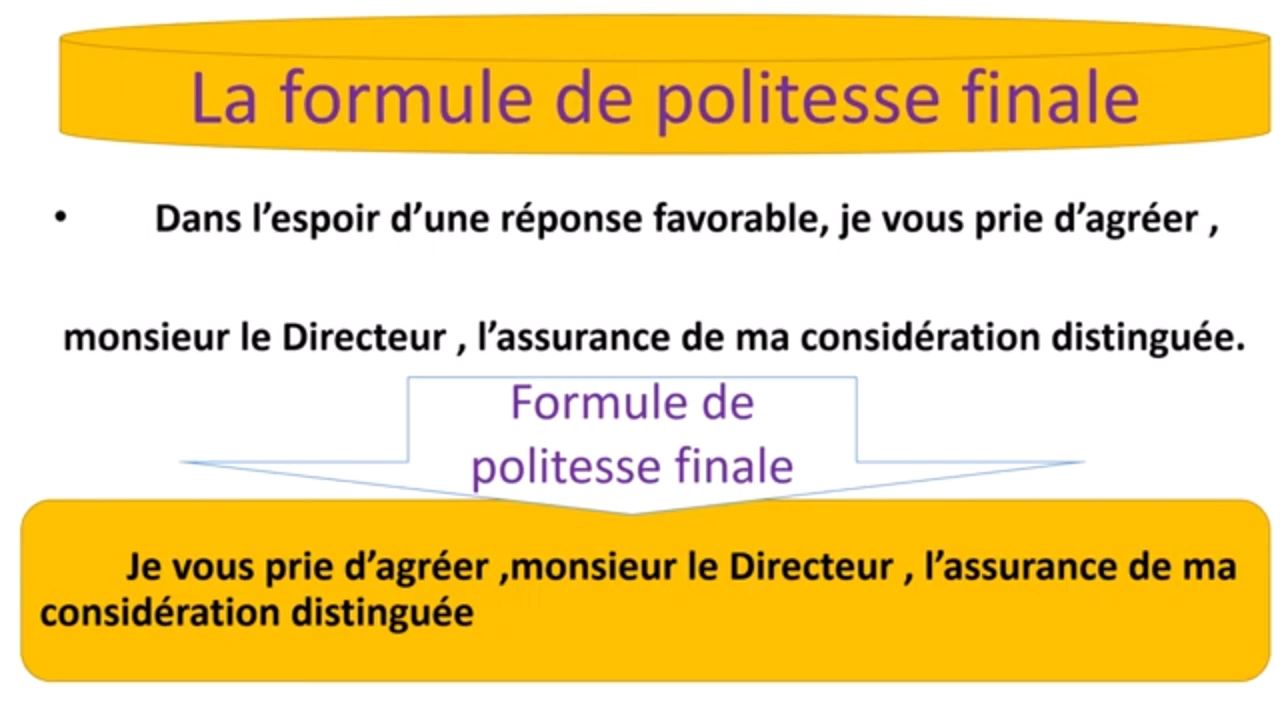 La formule de politesse finale
• Dans l’espoir d’une réponse favorable, je vous prie d’agréer ,
monsieur le Directeur , l’assurance de ma considération distinguée.
Formule de
politesse finale
Je vous prie d’agréer ,monsieur le Directeur , l’assurance de ma
considération distinguée